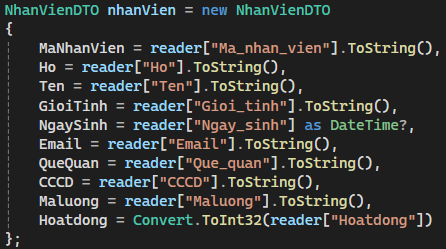 NhanVienDTO nhanVien = new NhanVienDTO
{
MaNhanVien = reader["Ma_nhan_vien"].ToString(),
Ho = reader["Ho"].ToString(),
Ten = reader["Ten"].ToString(),
GioiTinh = reader["Gioi_tinh"].ToString(),
NgaySinh = reader["Ngay_sinh"] as DateTime?,
Email = reader["Email"].ToString(),
QueQuan = reader["Que_quan"].ToString(),
CCCD = reader["CCCD"].ToString(),
Maluong = reader["Maluong"].ToString(),
Hoatdong = Convert.ToInt32(reader["Hoatdong"])
};